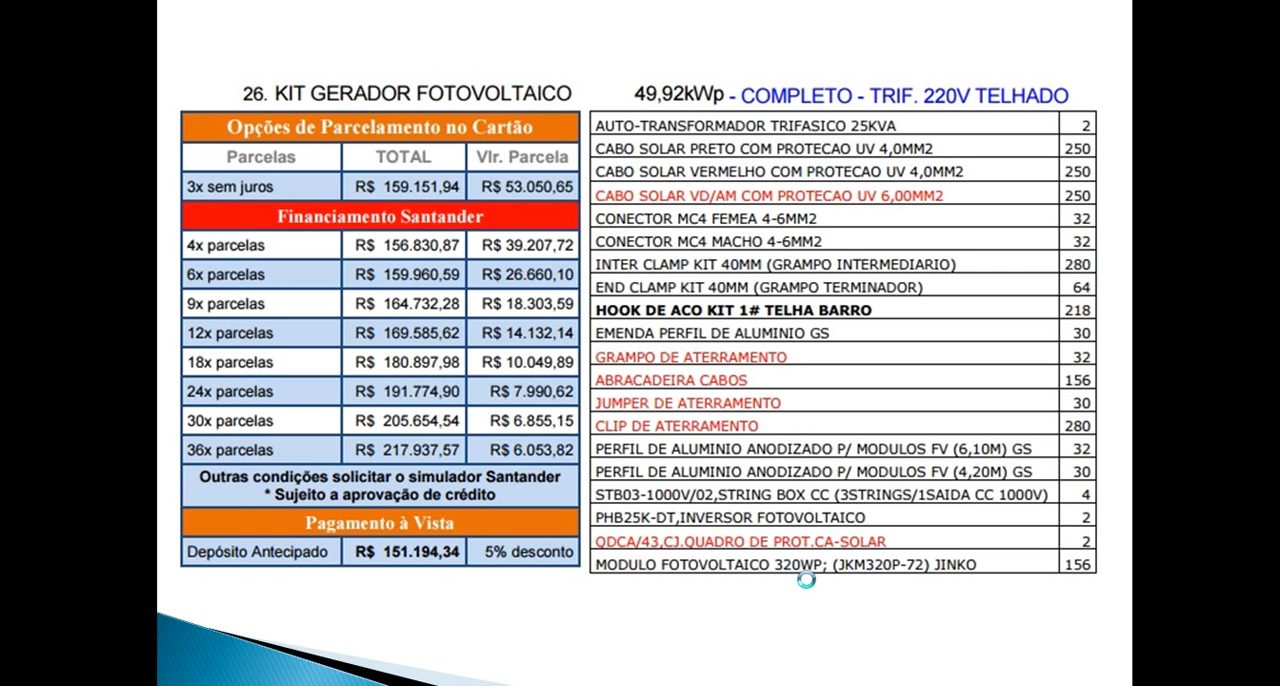 26. KIT GERADOR FOTOVOLTAICO 49,92kWp - COMPLETO - TRIF. 220V TELHADO
Opções de Parcelamento no Cartão
Parcelas TOTAL Vlr. Parcela
3x sem juros R$ 159.151,94 R$ 53.050,65
Financiamento Santander
4x parcelas R$ 156.830,87 R$ 39.207,72
6x parcelas R$ 159.960,59 R$ 26.660,10
9x parcelas R$ 164.732,28 R$ 18.303,59
12x parcelas R$ 169.585,62 R$ 14.132,14
18x parcelas R$ 180.897,98 R$ 10.049,89
24x parcelas R$ 191.774,90 R$ 7.990,62
30x parcelas R$ 205.654,54 R$ 6.855,15
36x parcelas R$ 217.937,57 R$ 6.053,82
Outras condições solicitar o simulador Santander
* Sujeito a aprovação de crédito
Pagamento à Vista
Depósito Antecipado R$ 151.194,34 5% desconto
AUTO-TRANSFORMADOR TRIFASICO 25KVA 2
CABO SOLAR PRETO COM PROTECAO UV 4,0MM2 250
CABO SOLAR VERMELHO COM PROTECAO UV 4,0MM2 250
CABO SOLAR VD/AM COM PROTECAO UV 6,00MM2 250
CONECTOR MC4 FEMEA 4-6MM2 32
CONECTOR MC4 MACHO 4-6MM2 32
INTER CLAMP KIT 40MM (GRAMPO INTERMEDIARIO) 280
END CLAMP KIT 40MM (GRAMPO TERMINADOR) 64
HOOK DE ACO KIT 1# TELHA BARRO 218
EMENDA PERFIL DE ALUMINIO GS 30
GRAMPO DE ATERRAMENTO 32
ABRACADEIRA CABOS 156
JUMPER DE ATERRAMENTO 30
CLIP DE ATERRAMENTO 280
PERFIL DE ALUMINIO ANODIZADO P/ MODULOS FV (6,10M) GS 32
PERFIL DE ALUMINIO ANODIZADO P/ MODULOS FV (4,20M) GS 30
STB03-1000V/02,STRING BOX CC (3STRINGS/1SAIDA CC 1000V) 4
PHB25K-DT,INVERSOR FOTOVOLTAICO 2
QDCA/43,CJ.QUADRO DE PROT.CA-SOLAR 2
MODULO FOTOVOLTAICO 320WP; (JKM320P-72) JINKO 156